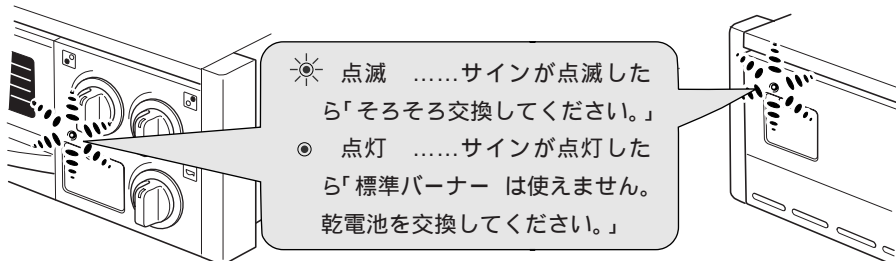 点滅 ……サインが点滅した
ら「そろそろ交換してください。」
点灯 ……サインが点灯した
ら「標準バーナー は使えません。
乾電池を交換してください。」